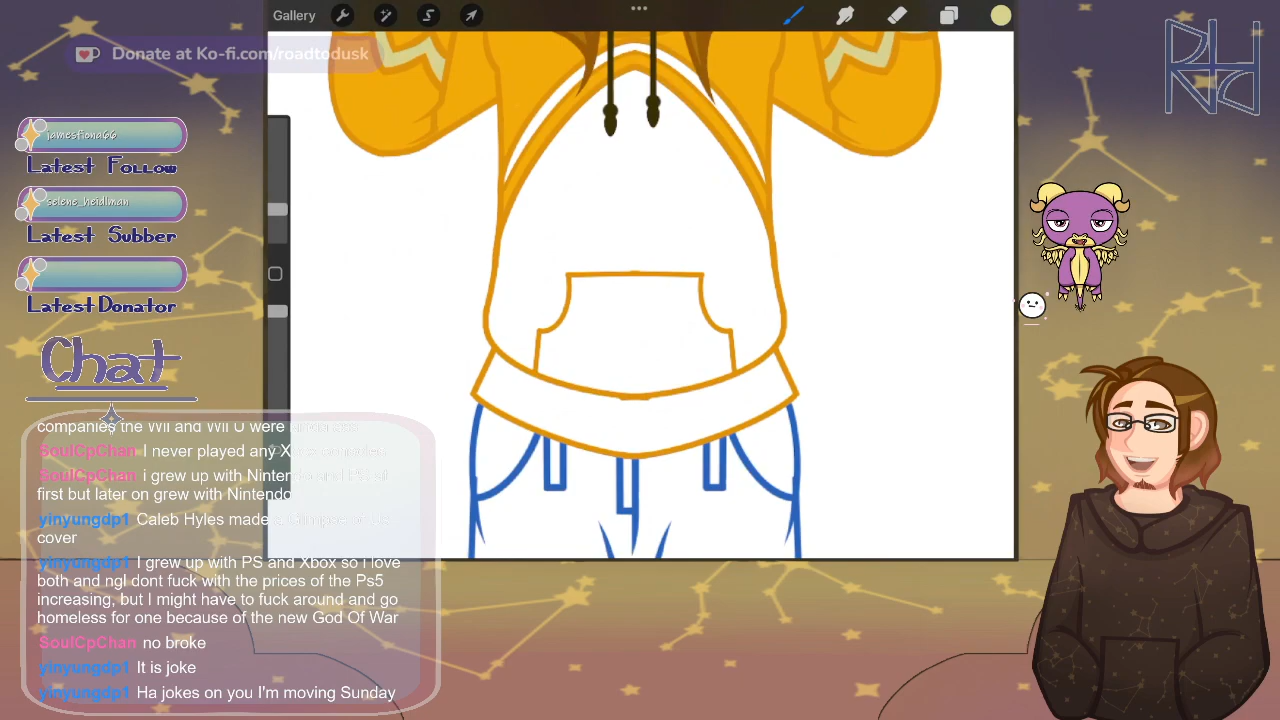 Gallery
Donate at Ko-fi.com/roadtodusk
jamesfiona66
Latest Follow
selene_heidlman
Latest Subber
Latest Donator
Chat
companies the Wii and Wii U were
SoulCpChan I never played any
SoulCpChan i grew up with Nintendo and PS at
first but later on grew with Nintendo
yinyungdp1 Caleb Hyles made a Glimpse of us
cover
yinyungdp1 I grew up with PS and Xbox so i love
both and ngl dont fuck with the prices of the Ps5
increasing, but I might have to fuck around and go
homeless for one because of the new God Of War
SoulCpChan no broke
yinyungdp1 It is joke
yinyungdp1 Ha jokes on you I'm moving Sunday